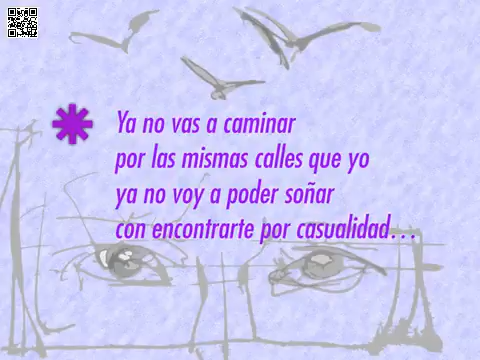 Ya no vas a caminar
por las mismas calles que yo
ya no voy a poder soñar
con encontrarte por casualidad...